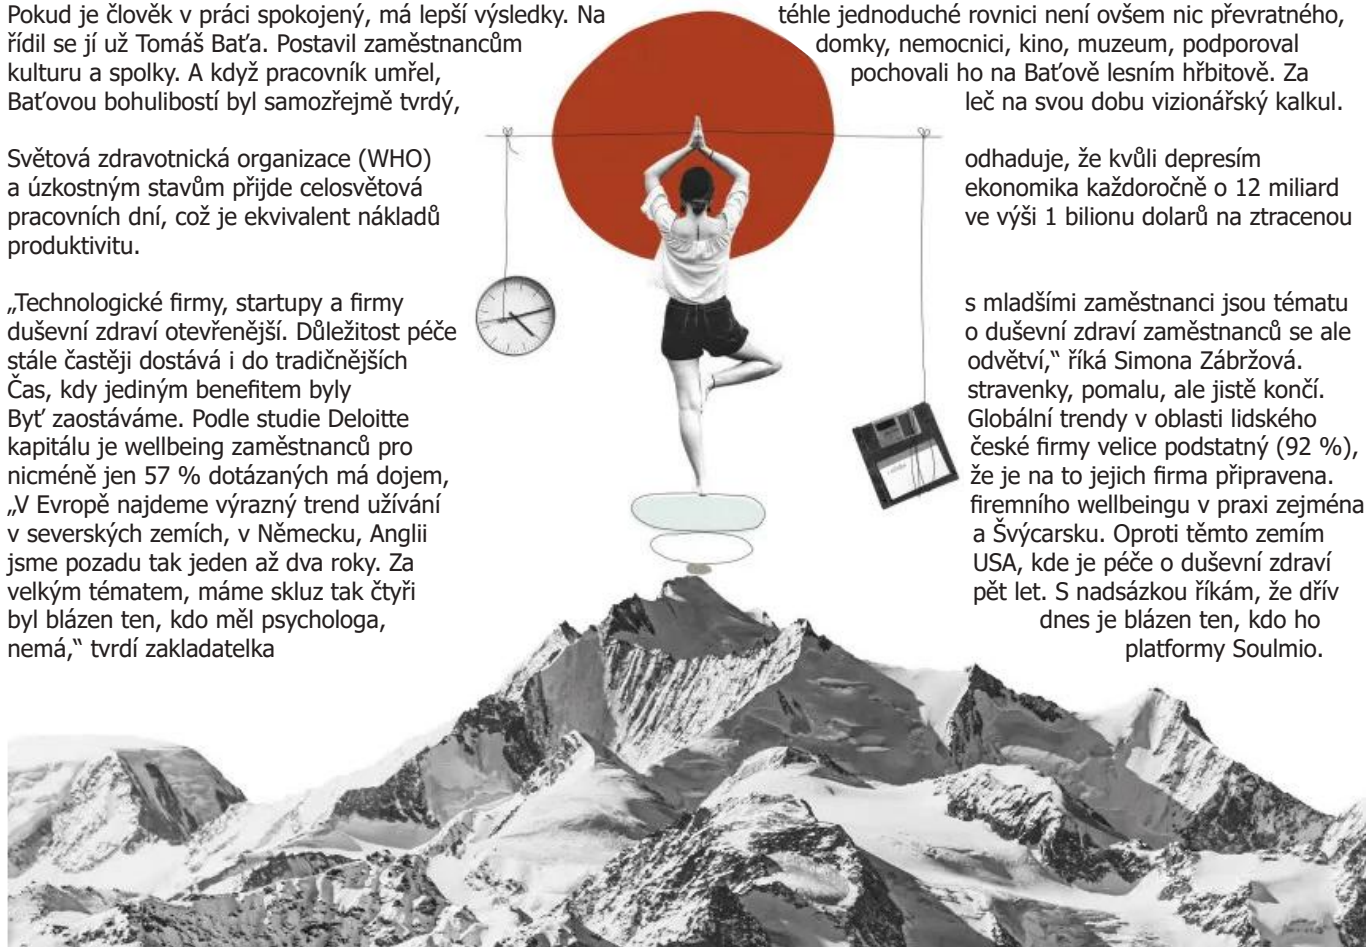 Pokud je člověk v práci spokojený, má lepší výsledky. Na téhle jednoduché rovnici není ovšem nic převratného,
řídil se jí už Tomáš Baťa. Postavil zaměstnancům domky, nemocnici, kino, muzeum, podporoval
kulturu a spolky. A když pracovník umřel, pochovali ho na Baťově lesním hřbitově. Za
Baťovou bohulibostí byl samozřejmě tvrdý, leč na svou dobu vizionářský kalkul.
Světová zdravotnická organizace (WHO) odhaduje, že kvůli depresím
a úzkostným stavům přijde celosvětová ekonomika každoročně o 12 miliard
pracovních dní, což je ekvivalent nákladů ve výši 1 bilionu dolarů na ztracenou
produktivitu.
„Technologické firmy, startupy a firmy s mladšími zaměstnanci jsou tématu
duševní zdraví otevřenější. Důležitost péče o duševní zdraví zaměstnanců se ale
stále častěji dostává i do tradičnějších odvětví,“ říká Simona Zábržová.
Čas, kdy jediným benefitem byly stravenky, pomalu, ale jistě končí.
Byť zaostáváme. Podle studie Deloitte Globální trendy v oblasti lidského
kapitálu je wellbeing zaměstnanců pro české firmy velice podstatný (92 %),
nicméně jen 57 % dotázaných má dojem, že je na to jejich firma připravena.
„V Evropě najdeme výrazný trend užívání firemního wellbeingu v praxi zejména
v severských zemích, v Německu, Anglii a Švýcarsku. Oproti těmto zemím
jsme pozadu tak jeden až dva roky. Za USA, kde je péče o duševní zdraví
velkým tématem, máme skluz tak čtyři pět let. S nadsázkou říkám, že dřív
byl blázen ten, kdo měl psychologa, dnes je blázen ten, kdo ho
nemá,“ tvrdí zakladatelka platformy Soulmio.